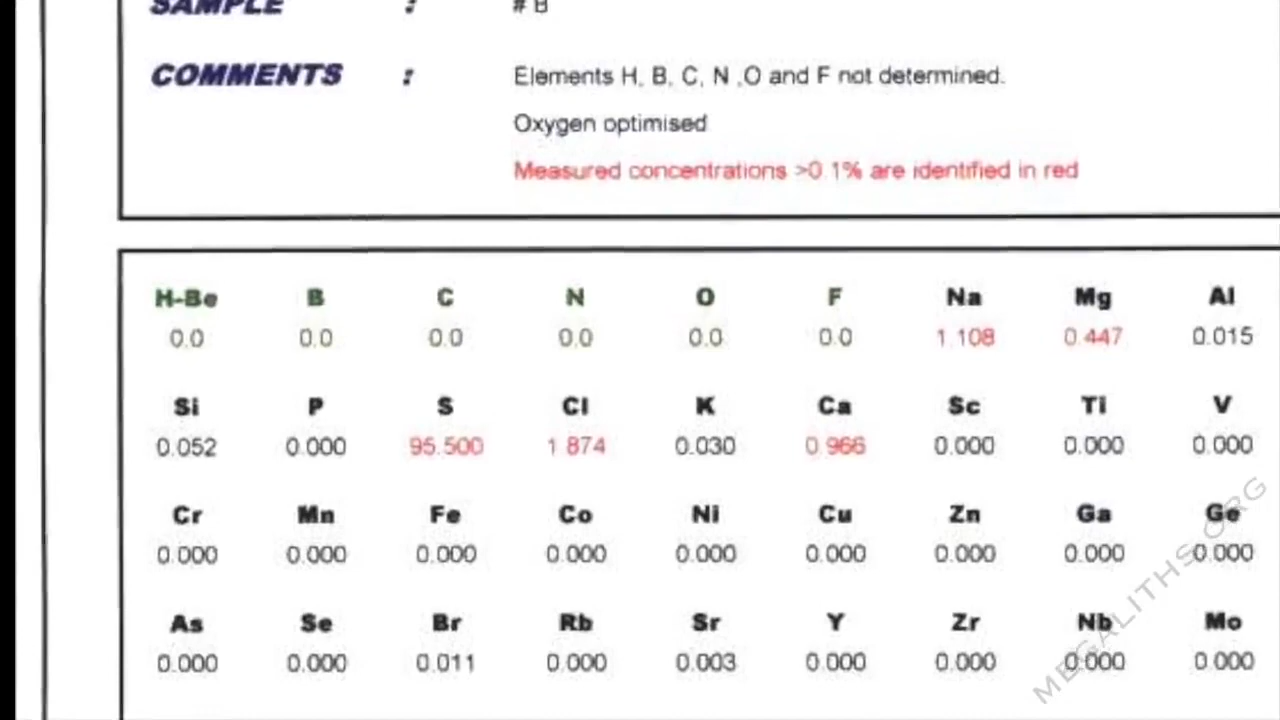 SAMPLE : # B
COMMENTS : Elements H, B, C, N ,O and F not determined.
Oxygen optimised
Measured concentrations >0.1% are identified in red
H-Be B C N O F Na Mg Al
0.0 0.0 0.0 0.0 0.0 0.0 1.108 0.447 0.015
Si P S Cl K Ca Sc Ti V
0.052 0.000 95.500 1.874 0.030 0.966 0.000 0.000 0.000
Cr Mn Fe Co Ni Cu Zn Ga Ge
0.000 0.000 0.000 0.000 0.000 0.000 0.000 0.000 0.000
As Se Br Rb Sr Y Zr Nb Mo
0.000 0.000 0.011 0.000 0.003 0.000 0.000 0.000 0.000
MEGALITHS.ORG